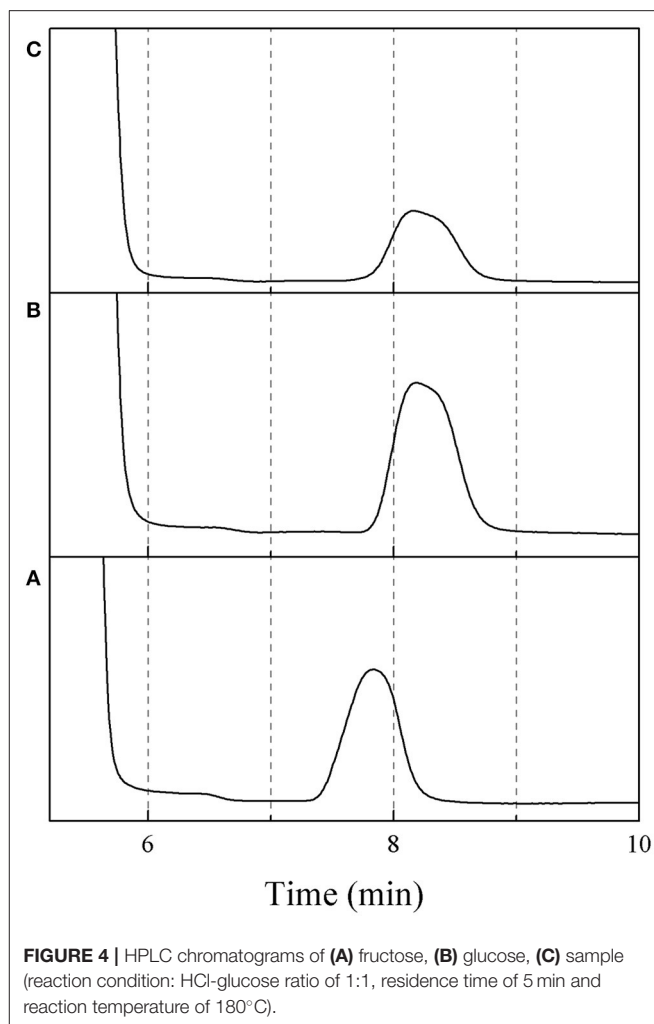 C
B
A
6 8 10
Time (min)
FIGURE 4 | HPLC chromatograms of (A) fructose, (B) glucose, (C) sample
(reaction condition: HCl-glucose ratio of 1:1, residence time of 5 min and
reaction temperature of 180°C).